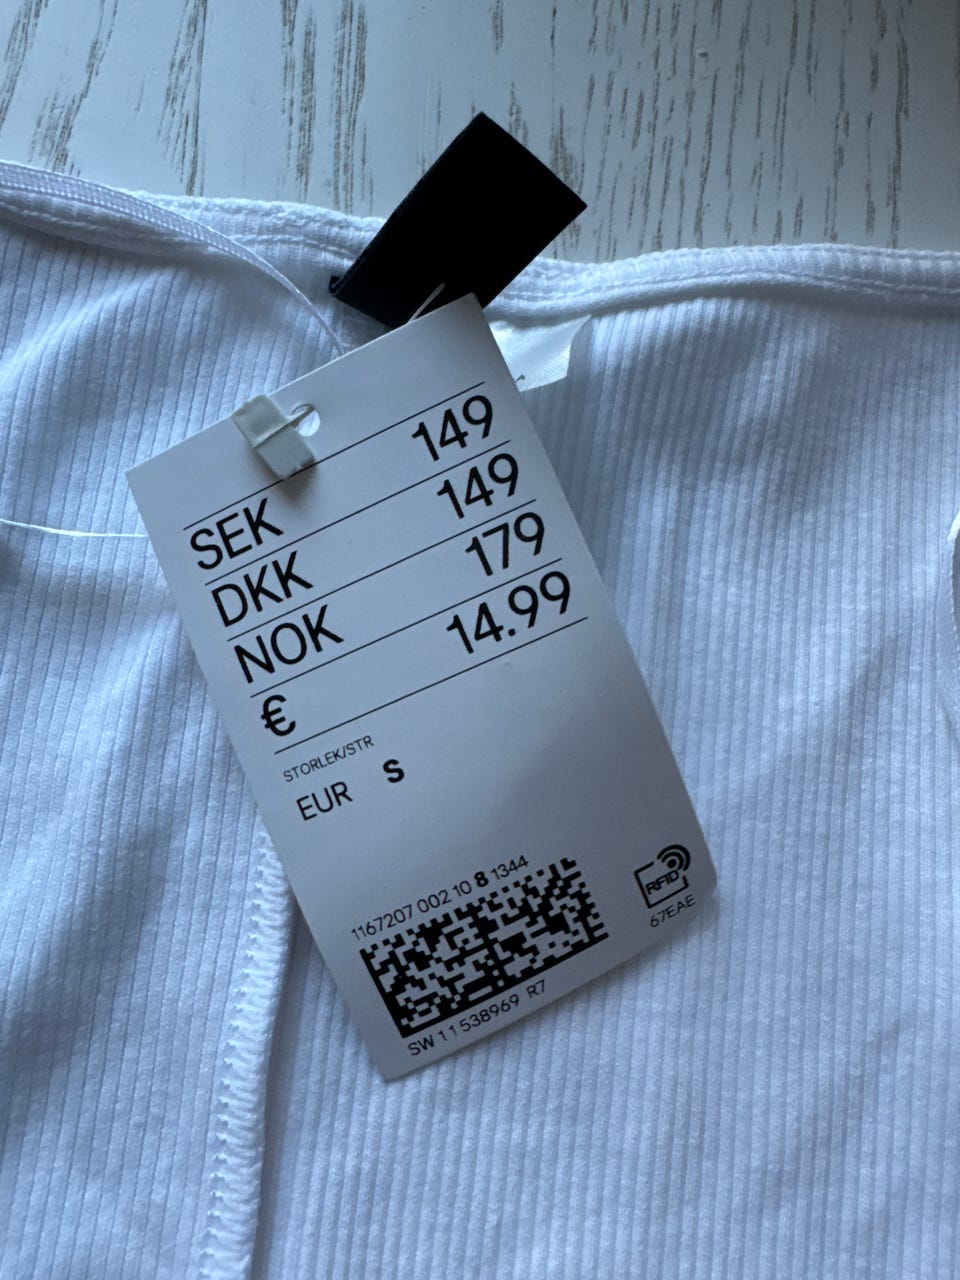 SEK 149
DKK 149
NOK 179
€ 14.99
STORLEK/STR
EUR S
1167207 002 10 8 1344
RFID
67EAE
SW 11538969 R7